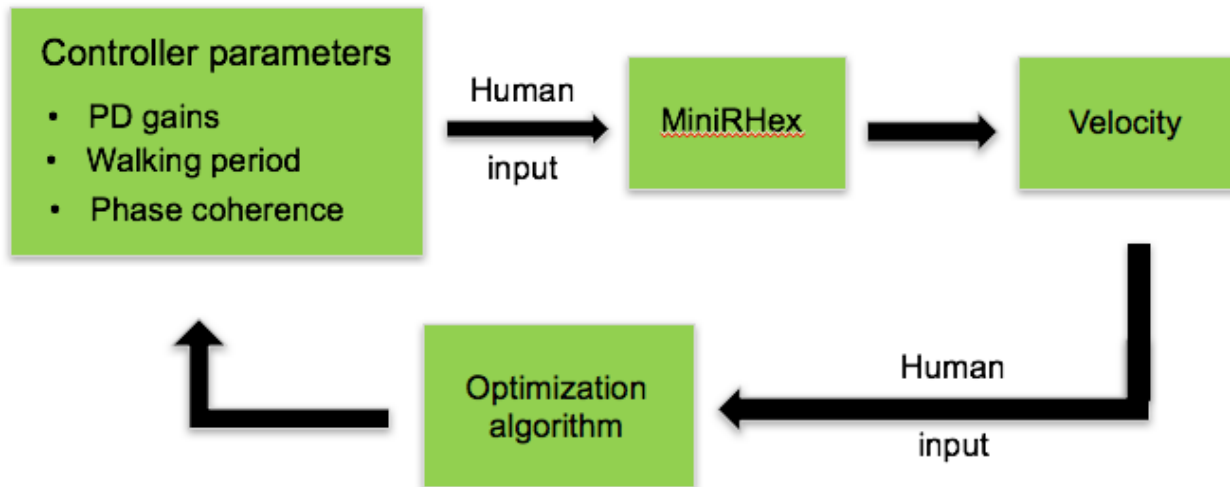 Controller parameters
• PD gains
• Walking period
• Phase coherence
Human
input
MiniRHex
Velocity
Optimization
algorithm
Human
input